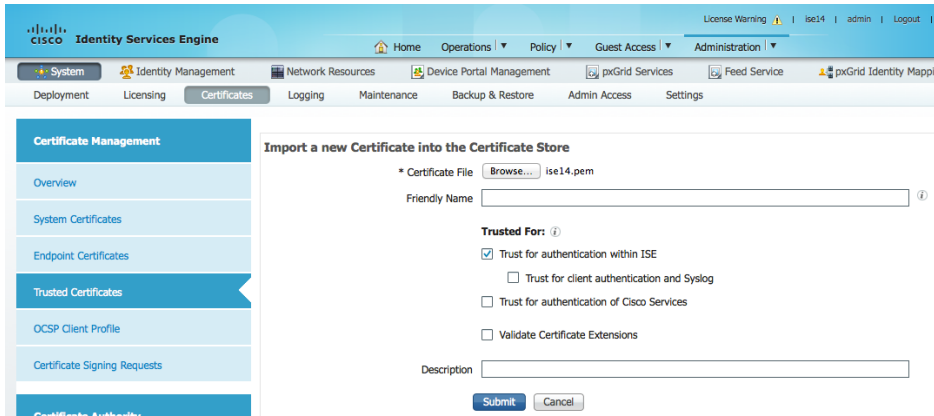 License Warning | ise14 | admin | Logout |
CISCO Identity Services Engine
Home Operations | ▼ Policy | ▼ Guest Access | ▼ Administration | ▼
System Identity Management Network Resources Device Portal Management pxGrid Services Feed Service pxGrid Identity Mappi
Deployment Licensing Certificates Logging Maintenance Backup & Restore Admin Access Settings
Certificate Management
Overview
System Certificates
Endpoint Certificates
Trusted Certificates
OCSP Client Profile
Certificate Signing Requests
Certificate Authority
Import a new Certificate into the Certificate Store
* Certificate File Browse... ise14.pem
Friendly Name
Trusted For:
Trust for authentication within ISE
Trust for client authentication and Syslog
Trust for authentication of Cisco Services
Validate Certificate Extensions
Description
Submit Cancel